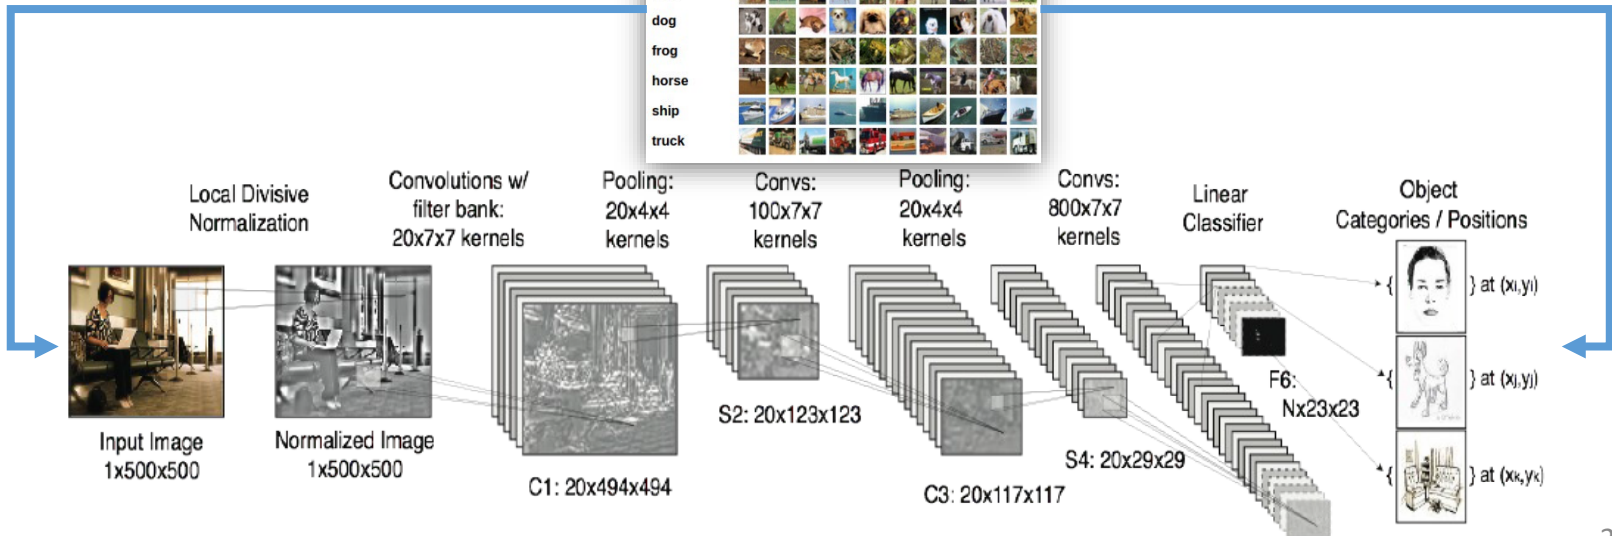 dog
frog
horse
ship
truck
Local Divisive
Normalization
Convolutions w/
filter bank:
20x7x7 kernels
Pooling:
20x4x4
kernels
Convs:
100x7x7
kernels
Pooling:
20x4x4
kernels
Convs:
800x7x7
kernels
Linear
Classifier
Object
Categories / Positions
{ } at (xi,yi)
{ } at (xj,yj)
{ } at (xk,yk)
Input Image
1x500x500
Normalized Image
1x500x500
C1: 20x494x494
S2: 20x123x123
C3: 20x117x117
S4: 20x29x29
F6:
Nx23x23